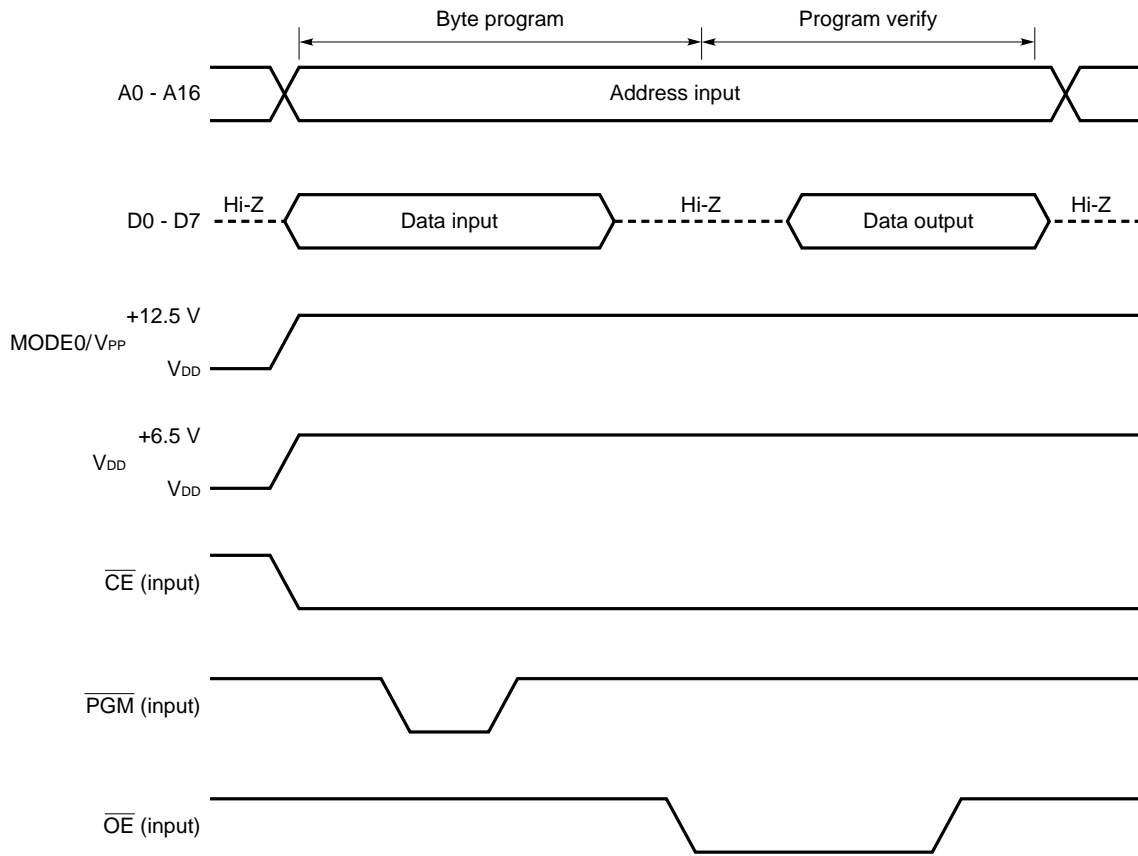 Byte program Program verify
A0 - A16 Address input
Hi-Z Hi-Z Hi-Z
D0 - D7 Data input Data output
+12.5 V
MODE0/VPP
VDD
+6.5 V
VDD
VDD
CE (input)
PGM (input)
OE (input)